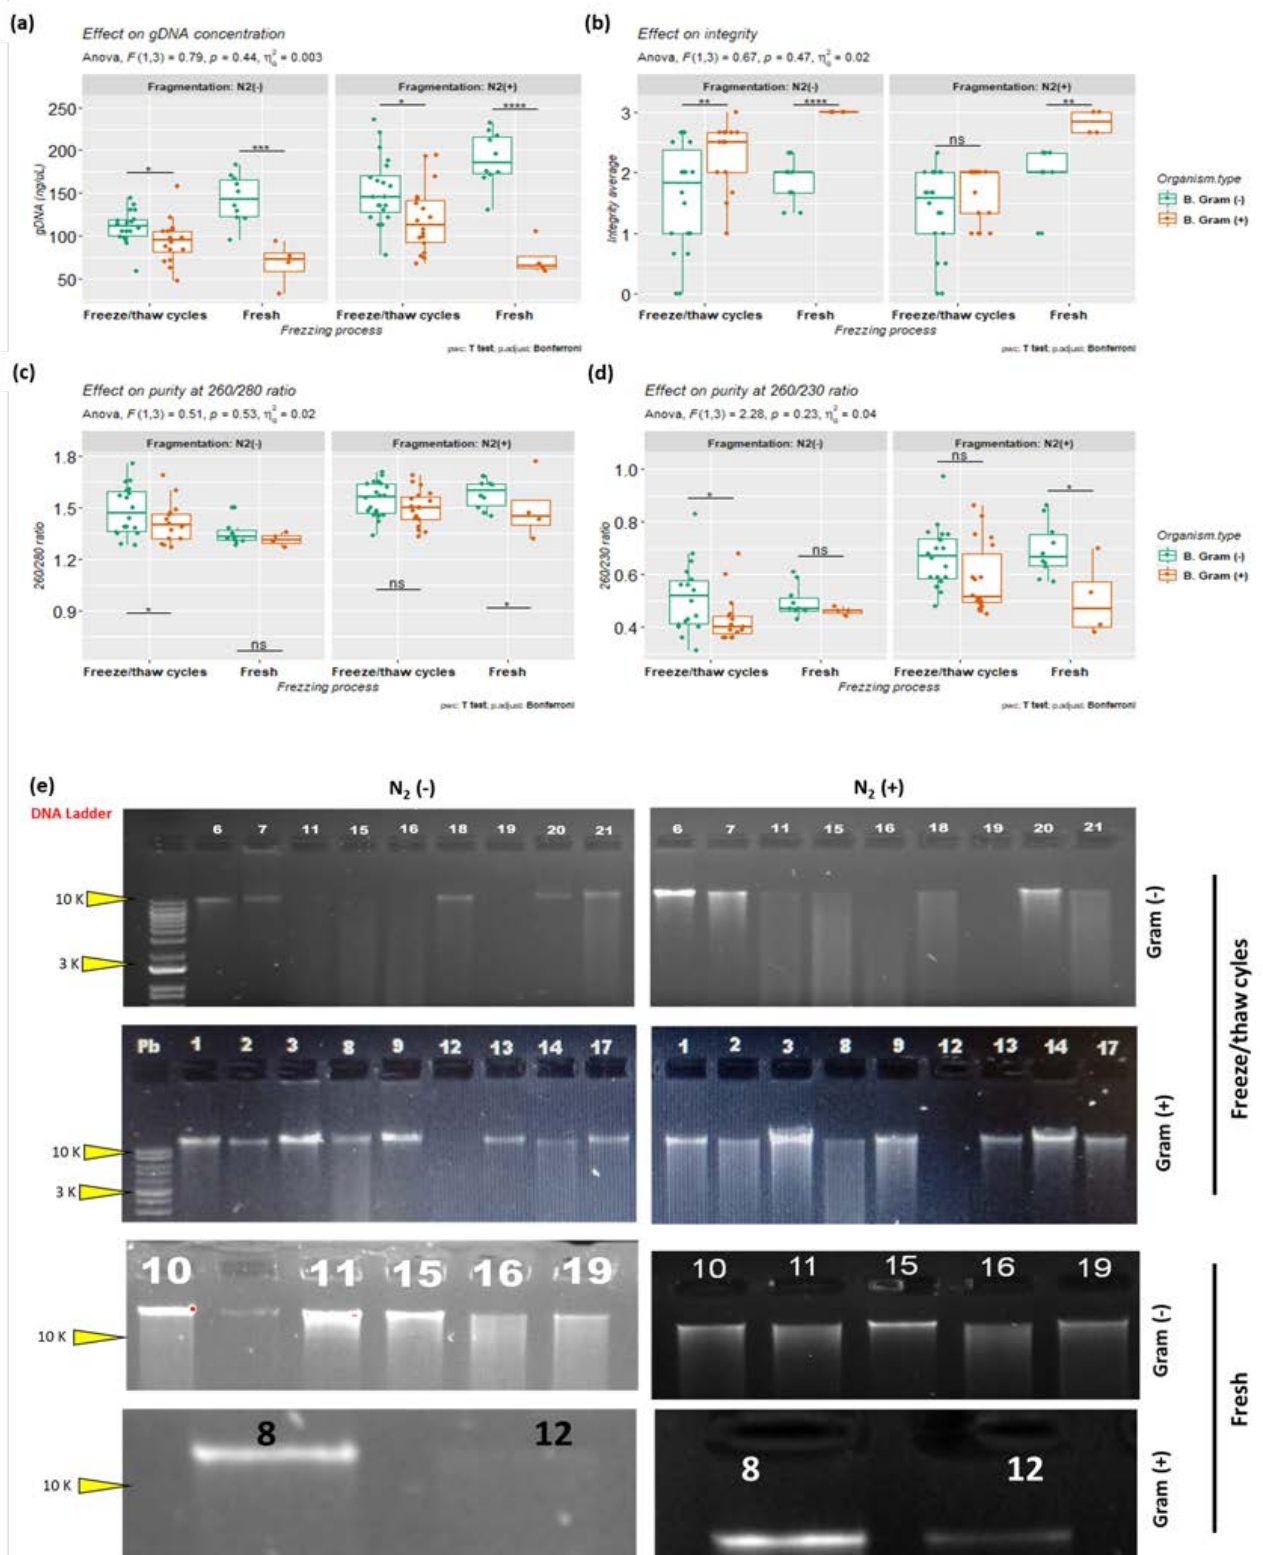 (a)
Effect on gDNA concentration
Anova, F(1,3) = 0.79, p = 0.44, η²G = 0.003
Fragmentation: N2(-)
Fragmentation: N2(+)
250
200
150
100
50
gDNA (ng/uL)
*
***
*
****
Freeze/thaw cycles
Fresh
Freeze/thaw cycles
Fresh
Frezzing process
pwc: T test; p.adjust: Bonferroni
(b)
Effect on integrity
Anova, F(1,3) = 0.67, p = 0.47, η²G = 0.02
Fragmentation: N2(-)
Fragmentation: N2(+)
3
2
1
0
Integrity average
**
****
ns
**
Freeze/thaw cycles
Fresh
Freeze/thaw cycles
Fresh
Frezzing process
pwc: T test; p.adjust: Bonferroni
Organism.type
B. Gram (-)
B. Gram (+)
(c)
Effect on purity at 260/280 ratio
Anova, F(1,3) = 0.51, p = 0.53, η²G = 0.02
Fragmentation: N2(-)
Fragmentation: N2(+)
1.8
1.5
1.2
0.9
260/280 ratio
*
ns
ns
*
Freeze/thaw cycles
Fresh
Freeze/thaw cycles
Fresh
Frezzing process
pwc: T test; p.adjust: Bonferroni
(d)
Effect on purity at 260/230 ratio
Anova, F(1,3) = 2.28, p = 0.23, η²G = 0.04
Fragmentation: N2(-)
Fragmentation: N2(+)
1.0
0.8
0.6
0.4
260/230 ratio
*
ns
ns
*
Freeze/thaw cycles
Fresh
Freeze/thaw cycles
Fresh
Frezzing process
pwc: T test; p.adjust: Bonferroni
Organism.type
B. Gram (-)
B. Gram (+)
(e)
N2 (-)
N2 (+)
DNA Ladder
6 7 11 15 16 18 19 20 21
6 7 11 15 16 18 19 20 21
10 K
3 K
Gram (-)
Pb 1 2 3 8 9 12 13 14 17
1 2 3 8 9 12 13 14 17
10 K
3 K
Gram (+)
Freeze/thaw cyles
10 11 15 16 19
10 11 15 16 19
10 K
Gram (-)
8 12
8 12
10 K
Gram (+)
Fresh